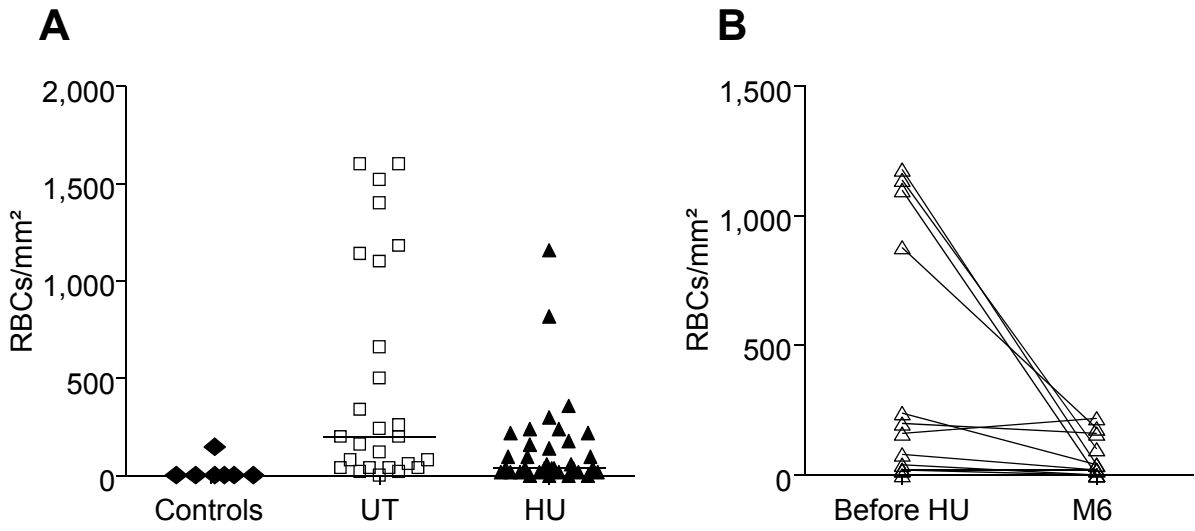 A
RBCs/mm²
2,000
1,500
1,000
500
0
Controls UT HU
B
RBCs/mm²
1,500
1,000
500
0
Before HU M6